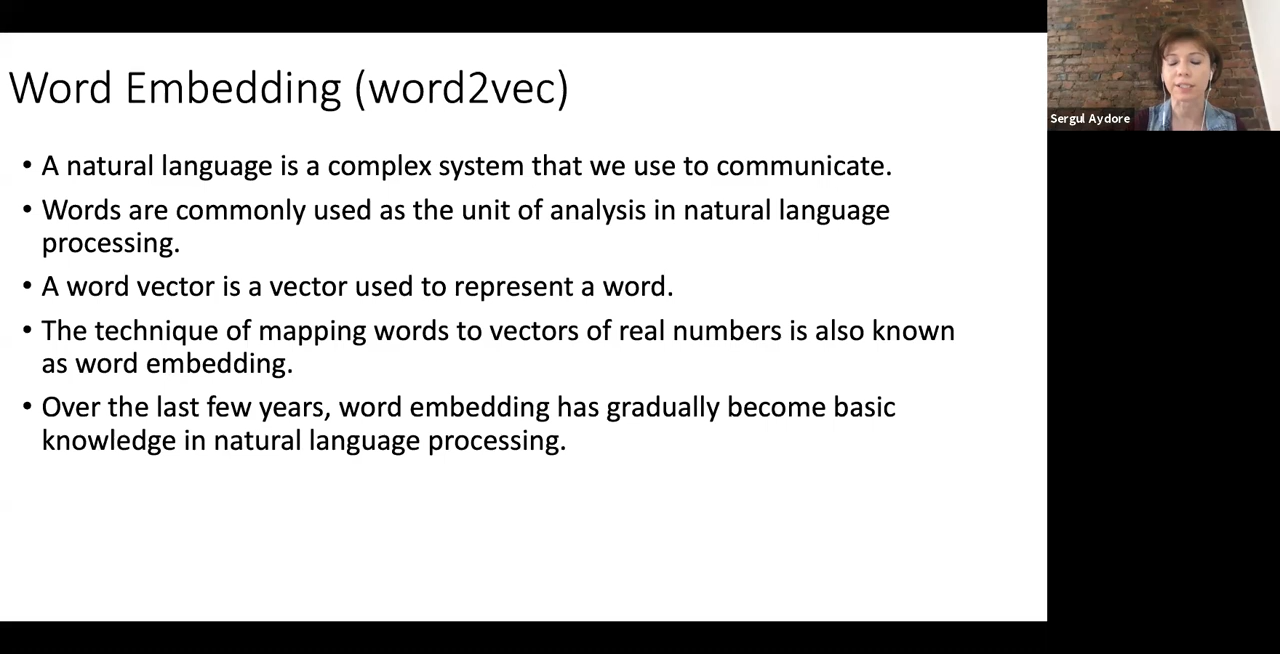 Word Embedding (word2vec)
• A natural language is a complex system that we use to communicate.
• Words are commonly used as the unit of analysis in natural language
processing.
• A word vector is a vector used to represent a word.
• The technique of mapping words to vectors of real numbers is also known
as word embedding.
• Over the last few years, word embedding has gradually become basic
knowledge in natural language processing.
Sergul Aydore